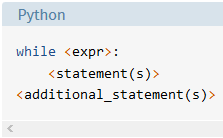 Python
while <expr>:
    <statement(s)>
<additional_statement(s)>